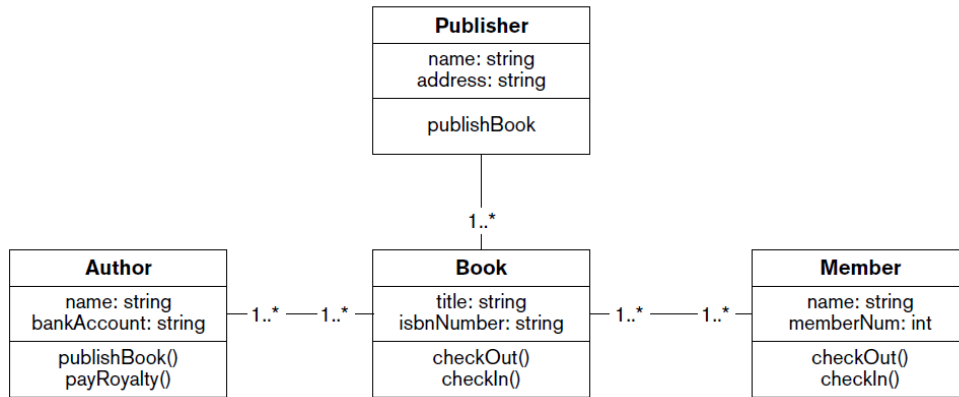 Publisher
name: string
address: string
publishBook
1..*
Author
name: string
bankAccount: string
publishBook()
payRoyalty()
1..*
1..*
Book
title: string
isbnNumber: string
checkOut()
checkIn()
1..*
1..*
Member
name: string
memberNum: int
checkOut()
checkIn()